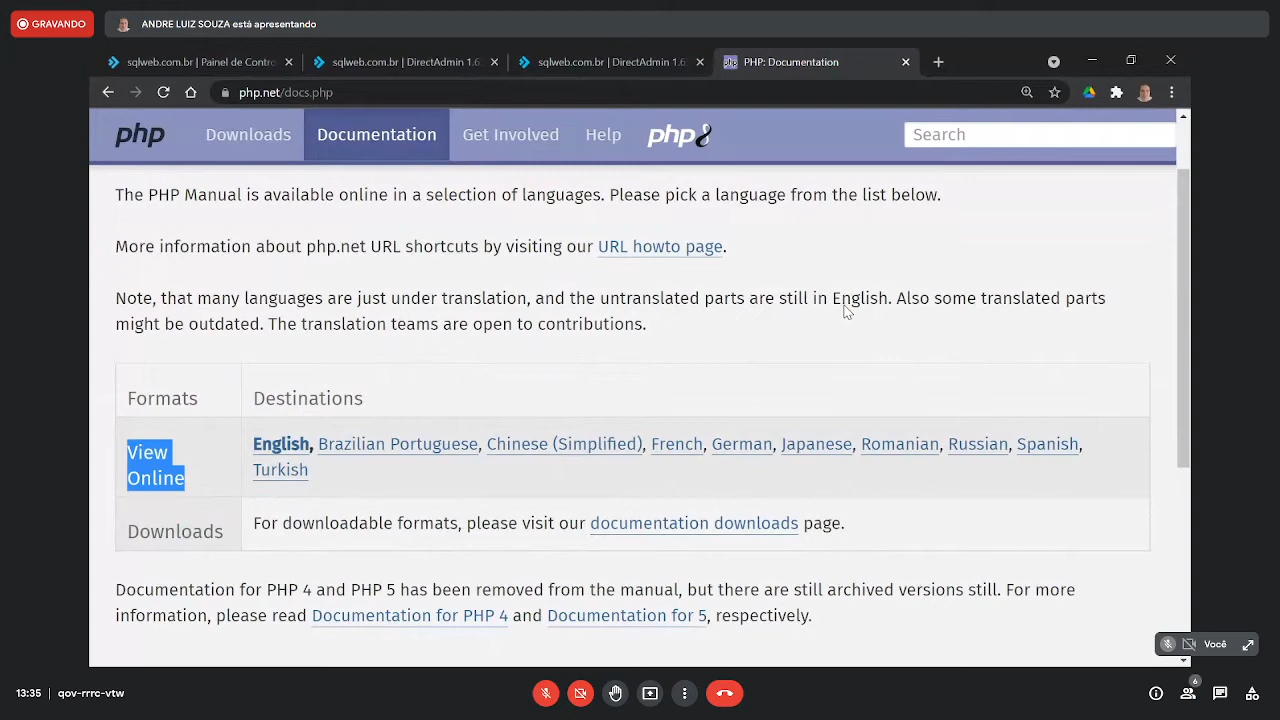 GRAVANDO
ANDRE LUIZ SOUZA está apresentando
sqlweb.com.br | Painel de Contro
sqlweb.com.br | DirectAdmin 1.6
sqlweb.com.br | DirectAdmin 1.6
php PHP: Documentation
php.net/docs.php
php Downloads Documentation Get Involved Help php8 Search
The PHP Manual is available online in a selection of languages. Please pick a language from the list below.
More information about php.net URL shortcuts by visiting our URL howto page.
Note, that many languages are just under translation, and the untranslated parts are still in English. Also some translated parts
might be outdated. The translation teams are open to contributions.
Formats Destinations
View
Online
English, Brazilian Portuguese, Chinese (Simplified), French, German, Japanese, Romanian, Russian, Spanish,
Turkish
Downloads For downloadable formats, please visit our documentation downloads page.
Documentation for PHP 4 and PHP 5 has been removed from the manual, but there are still archived versions still. For more
information, please read Documentation for PHP 4 and Documentation for 5, respectively.
Você
13:35 | qov-rrrc-vtw
6